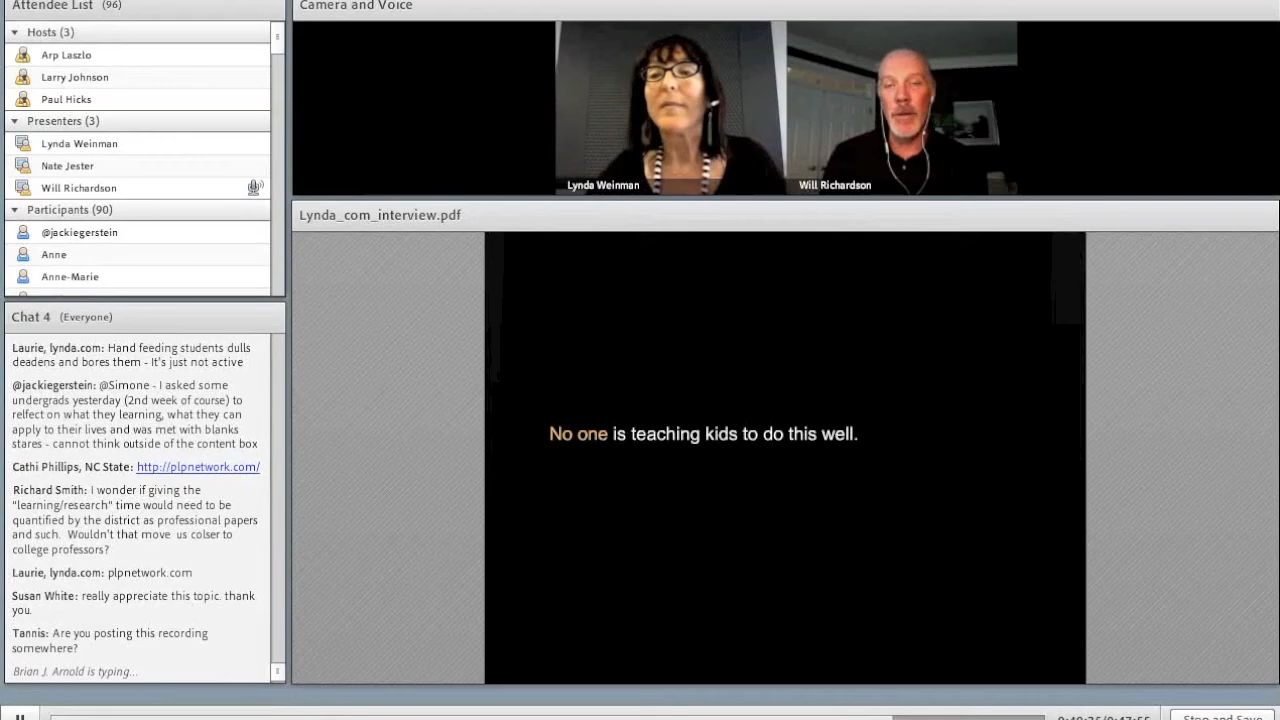 Attendee List (96)
Hosts (3)
Arp Laszlo
Larry Johnson
Paul Hicks
Presenters (3)
Lynda Weinman
Nate Jester
Will Richardson
Participants (90)
@jackiegerstein
Anne
Anne-Marie
Chat 4 (Everyone)
Laurie, lynda.com: Hand feeding students dulls
deadens and bores them - It's just not active
@jackiegerstein: @Simone - I asked some
undergrads yesterday (2nd week of course) to
relfect on what they learning, what they can
apply to their lives and was met with blanks
stares - cannot think outside of the content box
Cathi Phillips, NC State: http://plpnetwork.com/
Richard Smith: I wonder if giving the
"learning/research" time would need to be
quantified by the district as professional papers
and such. Wouldn't that move us colser to
college professors?
Laurie, lynda.com: plpnetwork.com
Susan White: really appreciate this topic. thank
you.
Tannis: Are you posting this recording
somewhere?
Brian J. Arnold is typing...
Camera and Voice
Lynda Weinman
Will Richardson
Lynda_com_interview.pdf
No one is teaching kids to do this well.
Stop and Save